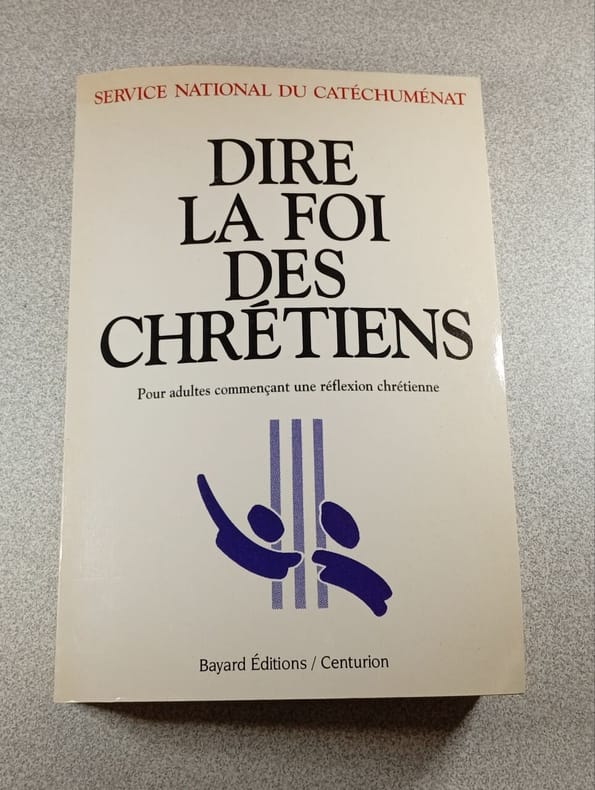 SERVICE NATIONAL DU CATÉCHUMÉNAT
DIRE
LA FOI
DES
CHRÉTIENS
Pour adultes commençant une réflexion chrétienne
Bayard Éditions / Centurion